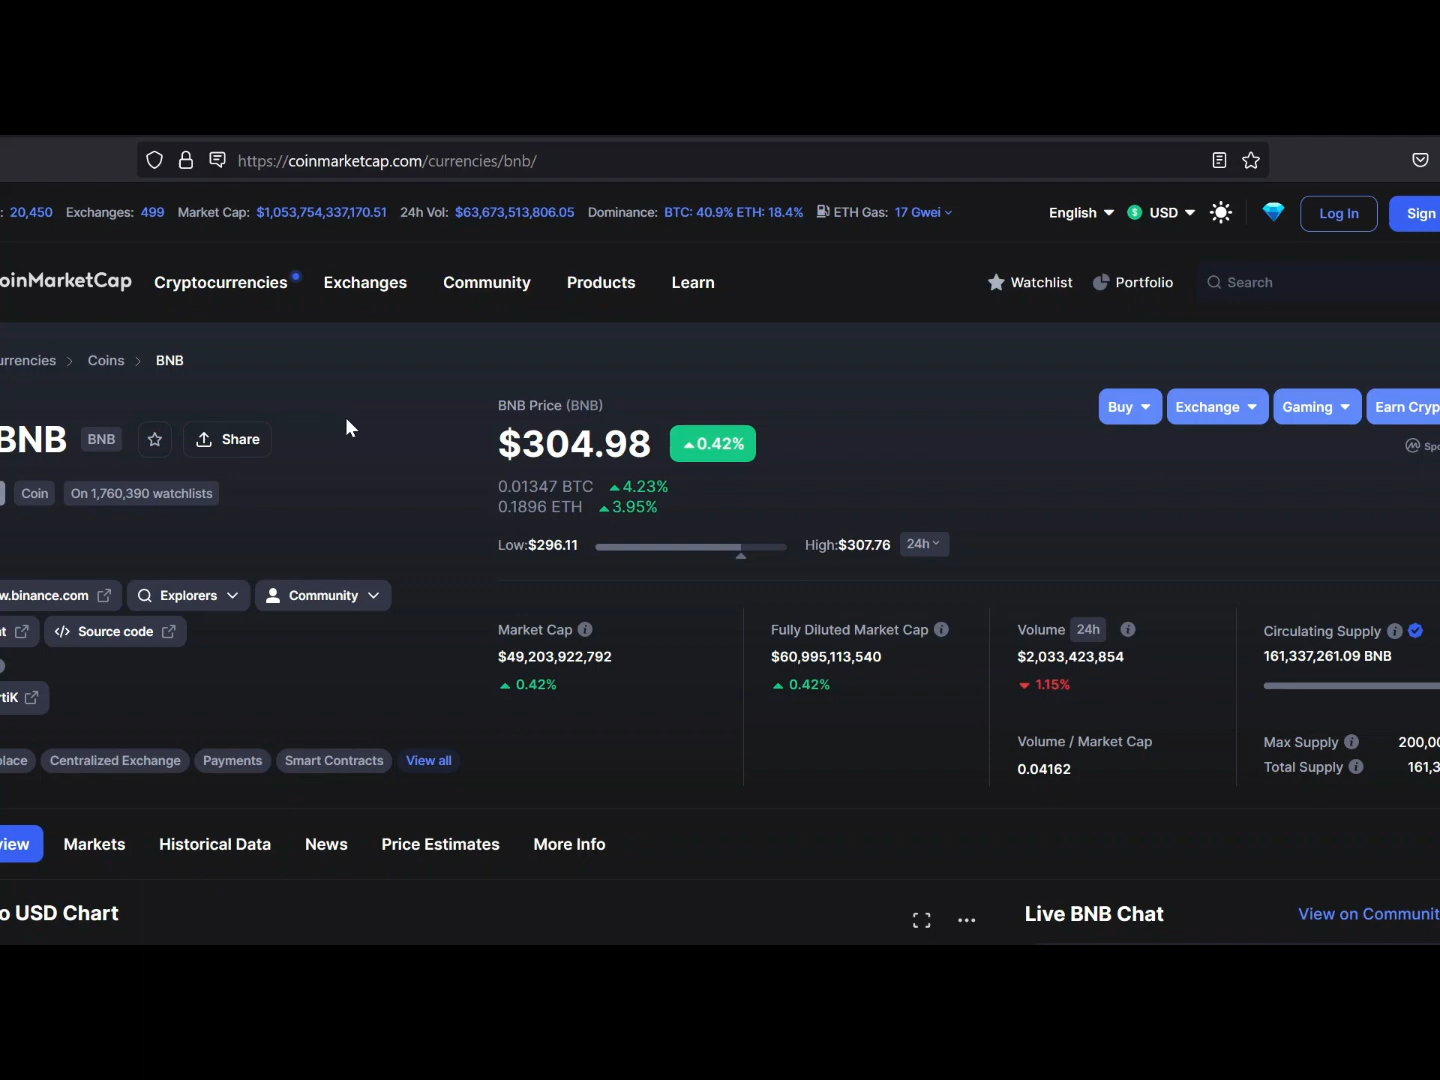 https://coinmarketcap.com/currencies/bnb/
: 20,450 Exchanges: 499 Market Cap: $1,053,754,337,170.51 24h Vol: $63,673,513,806.05 Dominance: BTC: 40.9% ETH: 18.4% ETH Gas: 17 Gwei English USD Log In Sign
oinMarketCap Cryptocurrencies Exchanges Community Products Learn Watchlist Portfolio Search
urrencies > Coins > BNB
BNB Price (BNB)
Buy Exchange Gaming Earn Cryp
BNB BNB Share $304.98 0.42%
Spo
0.01347 BTC 4.23%
Coin On 1,760,390 watchlists
0.1896 ETH 3.95%
Low:$296.11 High:$307.76 24h
w.binance.com Explorers Community
t </> Source code
Market Cap Fully Diluted Market Cap Volume 24h Circulating Supply
$49,203,922,792 $60,995,113,540 $2,033,423,854 161,337,261.09 BNB
0.42% 0.42% 1.15%
tiK
Volume / Market Cap Max Supply 200,00
lace Centralized Exchange Payments Smart Contracts View all
0.04162 Total Supply 161,3
view Markets Historical Data News Price Estimates More Info
o USD Chart Live BNB Chat View on Communit